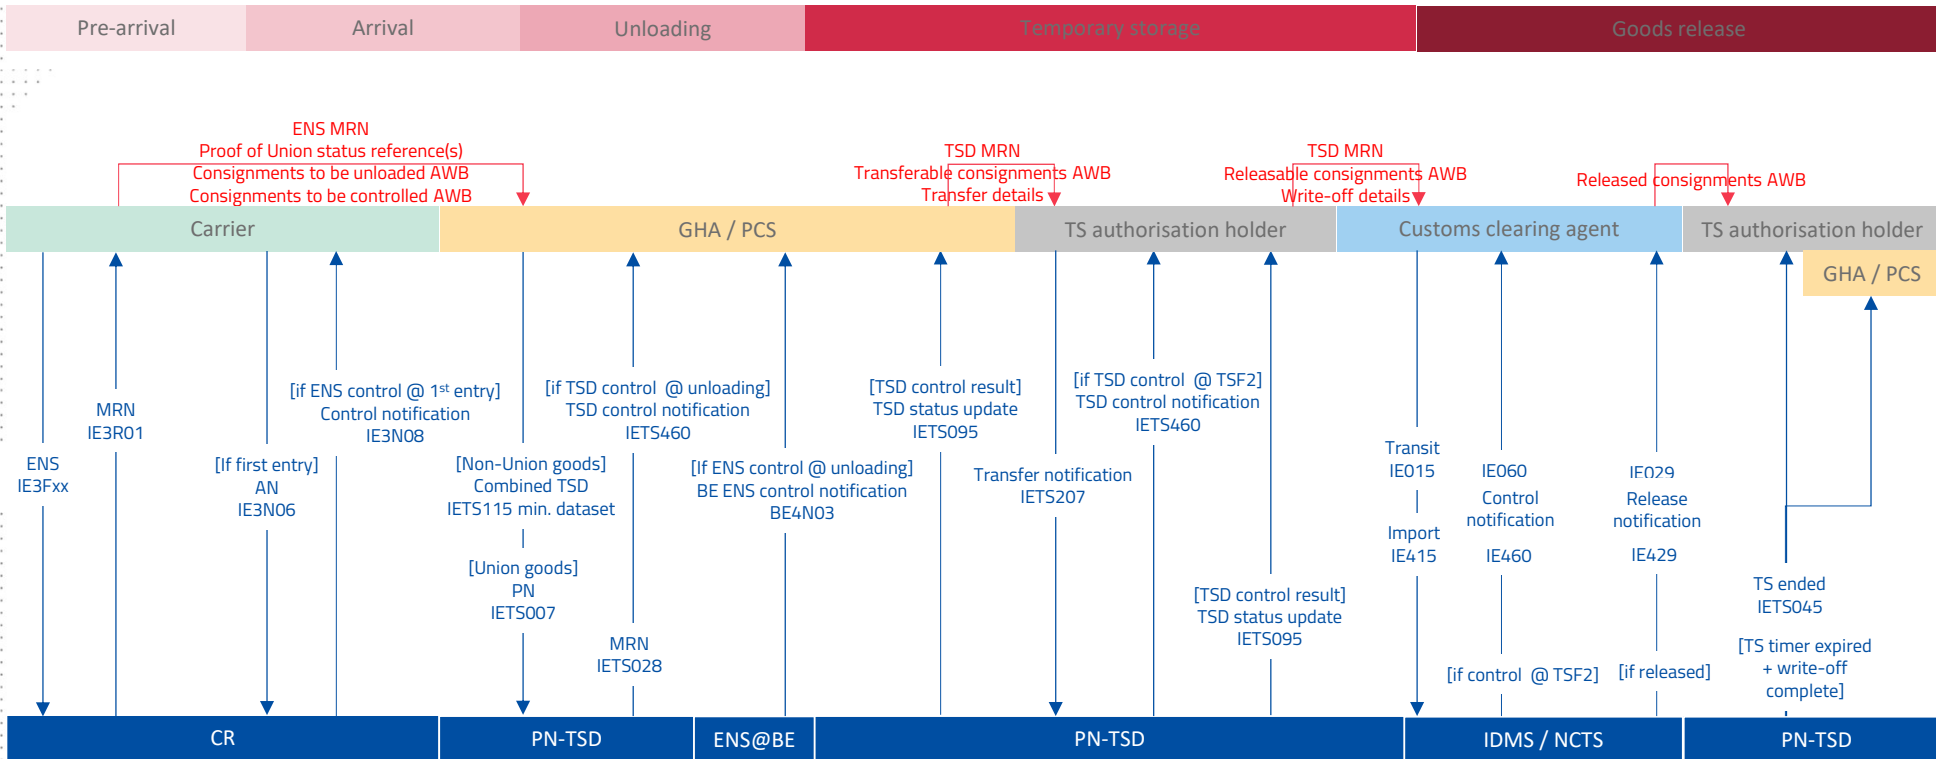 Pre-arrival
Arrival
Unloading
Temporary storage
Goods release
ENS MRN
Proof of Union status reference(s)
Consignments to be unloaded AWB
Consignments to be controlled AWB
TSD MRN
Transferable consignments AWB
Transfer details
TSD MRN
Releasable consignments AWB
Write-off details
Released consignments AWB
Carrier
GHA / PCS
TS authorisation holder
Customs clearing agent
TS authorisation holder
GHA / PCS
ENS
IE3Fxx
MRN
IE3R01
[If first entry]
AN
IE3N06
[if ENS control @ 1st entry]
Control notification
IE3N08
[Non-Union goods]
Combined TSD
IETS115 min. dataset
[Union goods]
PN
IETS007
[if TSD control @ unloading]
TSD control notification
IETS460
MRN
IETS028
[If ENS control @ unloading]
BE ENS control notification
BE4N03
[TSD control result]
TSD status update
IETS095
Transfer notification
IETS207
[if TSD control @ TSF2]
TSD control notification
IETS460
[TSD control result]
TSD status update
IETS095
Transit
IE015
Import
IE415
IE060
Control
notification
IE460
[if control @ TSF2]
IE029
Release
notification
IE429
[if released]
TS ended
IETS045
[TS timer expired
+ write-off
complete]
CR
PN-TSD
ENS@BE
PN-TSD
IDMS / NCTS
PN-TSD